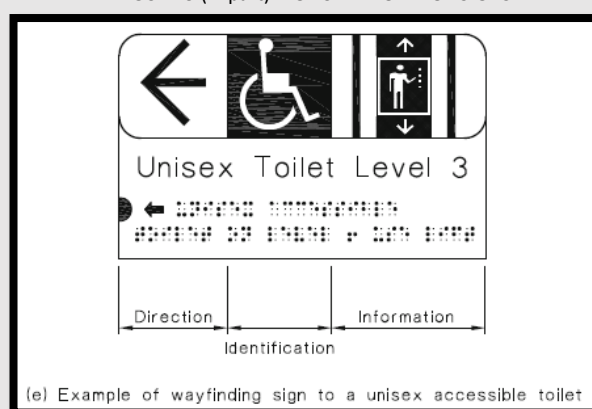 Unisex Toilet Level 3
Direction
Information
Identification
(e) Example of wayfinding sign to a unisex accessible toilet